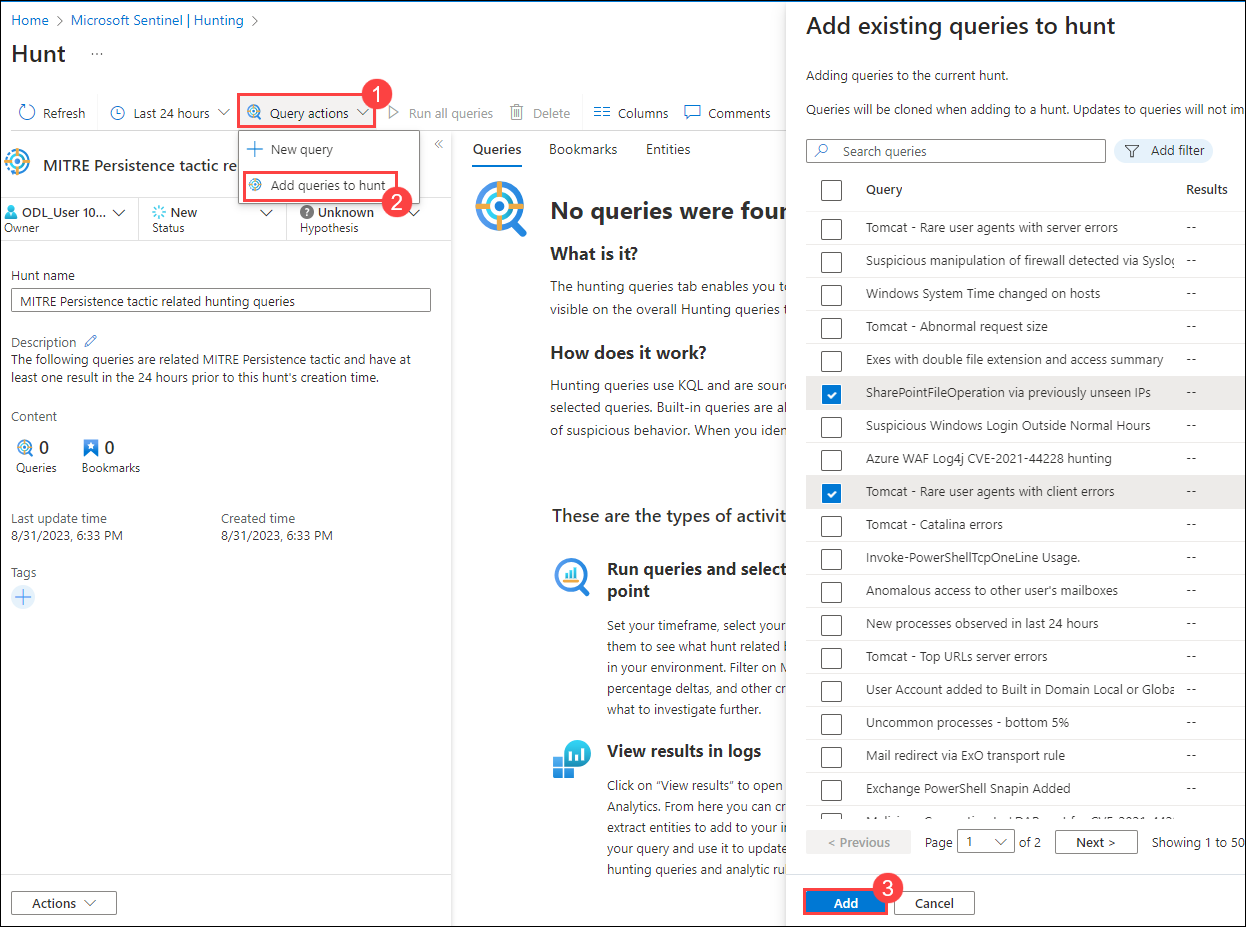 Home > Microsoft Sentinel | Hunting >
Hunt ...
Refresh
Last 24 hours
Query actions
1
Run all queries
Delete
Columns
Comments
New query
Add queries to hunt
2
MITRE Persistence tactic re
ODL_User 10...
Owner
New
Status
Unknown
Hypothesis
Hunt name
MITRE Persistence tactic related hunting queries
Description
The following queries are related MITRE Persistence tactic and have at
least one result in the 24 hours prior to this hunt's creation time.
Content
0
Queries
0
Bookmarks
Last update time
8/31/2023, 6:33 PM
Created time
8/31/2023, 6:33 PM
Tags
Actions
«
Queries
Bookmarks
Entities
No queries were four
What is it?
The hunting queries tab enables you to
visible on the overall Hunting queries t
How does it work?
Hunting queries use KQL and are sourc
selected queries. Built-in queries are al
of suspicious behavior. When you iden
These are the types of activit
Run queries and select
point
Set your timeframe, select your
them to see what hunt related b
in your environment. Filter on M
percentage deltas, and other cr
what to investigate further.
View results in logs
Click on "View results" to open
Analytics. From here you can cr
extract entities to add to your in
your query and use it to update
hunting queries and analytic ru
Add existing queries to hunt
Adding queries to the current hunt.
Queries will be cloned when adding to a hunt. Updates to queries will not im
Search queries
Add filter
Query Results
Tomcat - Rare user agents with server errors --
Suspicious manipulation of firewall detected via Syslog --
Windows System Time changed on hosts --
Tomcat - Abnormal request size --
Exes with double file extension and access summary --
SharePointFileOperation via previously unseen IPs --
Suspicious Windows Login Outside Normal Hours --
Azure WAF Log4j CVE-2021-44228 hunting --
Tomcat - Rare user agents with client errors --
Tomcat - Catalina errors --
Invoke-PowerShellTcpOneLine Usage. --
Anomalous access to other user's mailboxes --
New processes observed in last 24 hours --
Tomcat - Top URLs server errors --
User Account added to Built in Domain Local or Globa --
Uncommon processes - bottom 5% --
Mail redirect via ExO transport rule --
Exchange PowerShell Snapin Added --
< Previous
Page 1 of 2
Next >
Showing 1 to 50
3
Add
Cancel